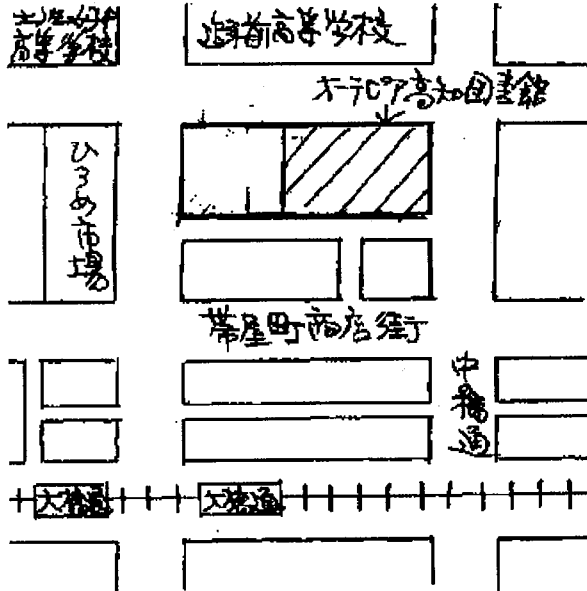 高等学校
追手前高等学校
オーテピア高知図書館
ひろめ市場
帯屋町商店街
中橋通
大橋通
大橋通